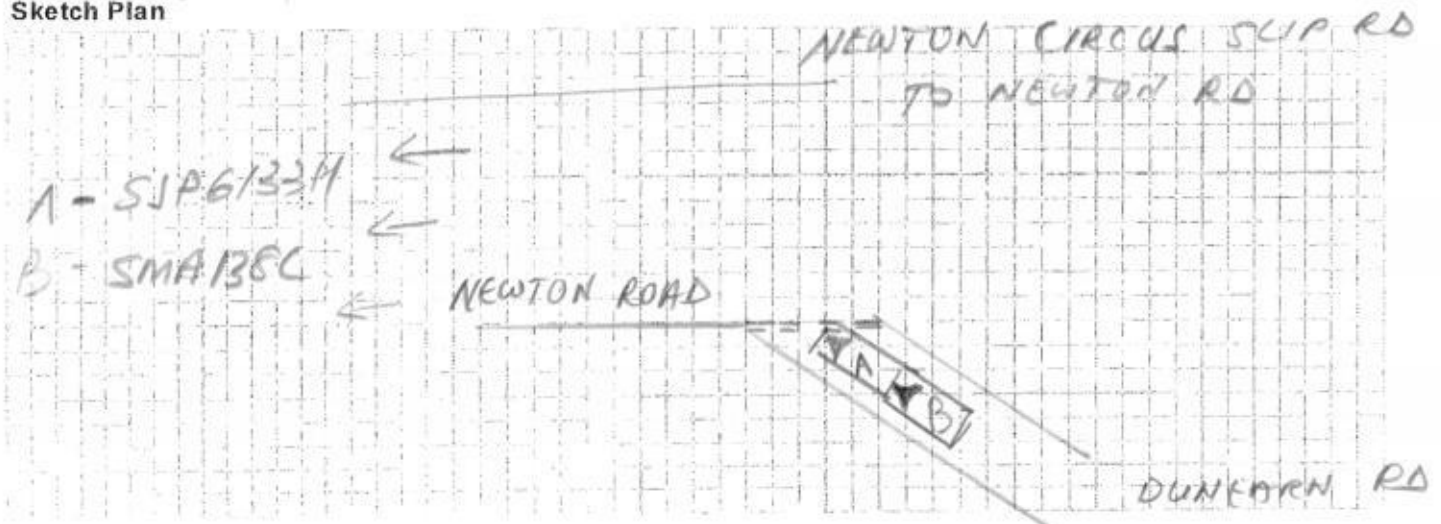 Sketch Plan
NEWTON CIRCUS SLIP RD
TO NEWTON RD
A - SJP6133H
B - SMA138C
NEWTON ROAD
A
B
DUNEARN RD